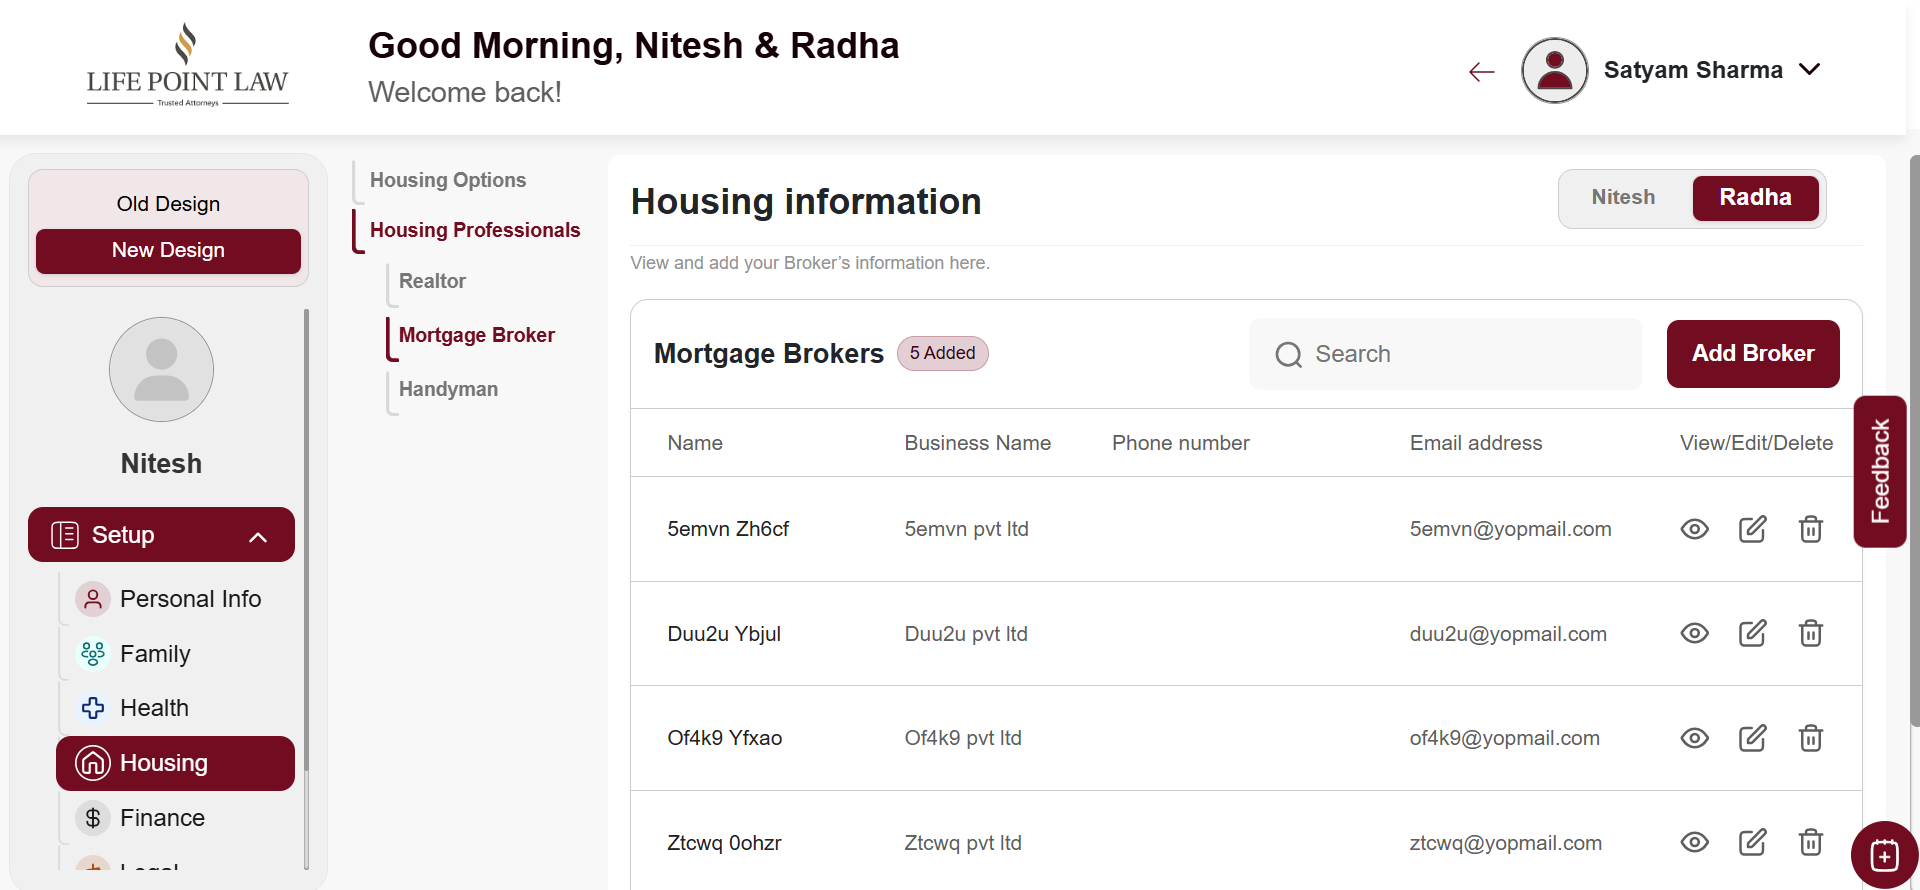 LIFE POINT LAW
Trusted Attorneys
Good Morning, Nitesh & Radha
Welcome back!
Satyam Sharma
Old Design
New Design
Nitesh
Setup
Personal Info
Family
Health
Housing
Finance
Legal
Housing Options
Housing Professionals
Realtor
Mortgage Broker
Handyman
Housing information
Nitesh
Radha
View and add your Broker's information here.
Mortgage Brokers
5 Added
Search
Add Broker
Name Business Name Phone number Email address View/Edit/Delete
5emvn Zh6cf 5emvn pvt ltd 5emvn@yopmail.com
Duu2u Ybjul Duu2u pvt ltd duu2u@yopmail.com
Of4k9 Yfxao Of4k9 pvt ltd of4k9@yopmail.com
Ztcwq 0ohzr Ztcwq pvt ltd ztcwq@yopmail.com
Feedback